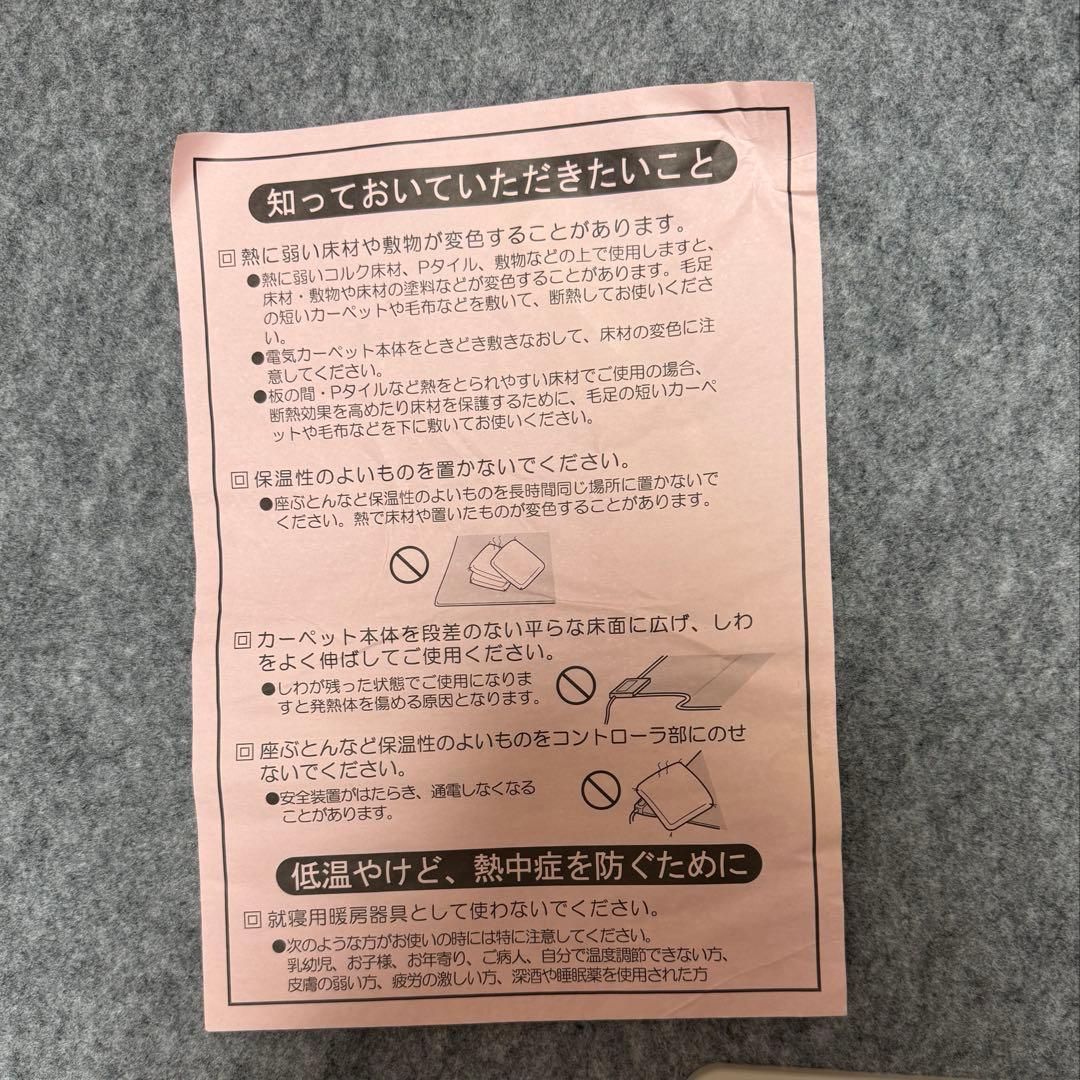 知っておいていただきたいこと
回 熱に弱い床材や敷物が変色することがあります。
●熱に弱いコルク床材、Pタイル、敷物などの上で使用しますと、
床材・敷物や床材の塗料などが変色することがあります。毛足
の短いカーペットや毛布などを敷いて、断熱してお使いくださ
い。
●電気カーペット本体をときどき敷きなおして、床材の変色に注
意してください。
●板の間・Pタイルなど熱をとられやすい床材でご使用の場合、
断熱効果を高めたり床材を保護するために、毛足の短いカーペ
ットや毛布などを下に敷いてお使いください。
回 保温性のよいものを置かないでください。
●座ぶとんなど保温性のよいものを長時間同じ場所に置かないで
ください。熱で床材や置いたものが変色することがあります。
回 カーペット本体を段差のない平らな床面に広げ、しわ
をよく伸ばしてご使用ください。
●しわが残った状態でご使用になりま
すと発熱体を傷める原因となります。
回 座ぶとんなど保温性のよいものをコントローラ部にのせ
ないでください。
●安全装置がはたらき、通電しなくなる
ことがあります。
低温やけど、熱中症を防ぐために
回 就寝用暖房器具として使わないでください。
●次のような方がお使いの時には特に注意してください。
乳幼児、お子様、お年寄り、ご病人、自分で温度調節できない方、
皮膚の弱い方、疲労の激しい方、深酒や睡眠薬を使用された方